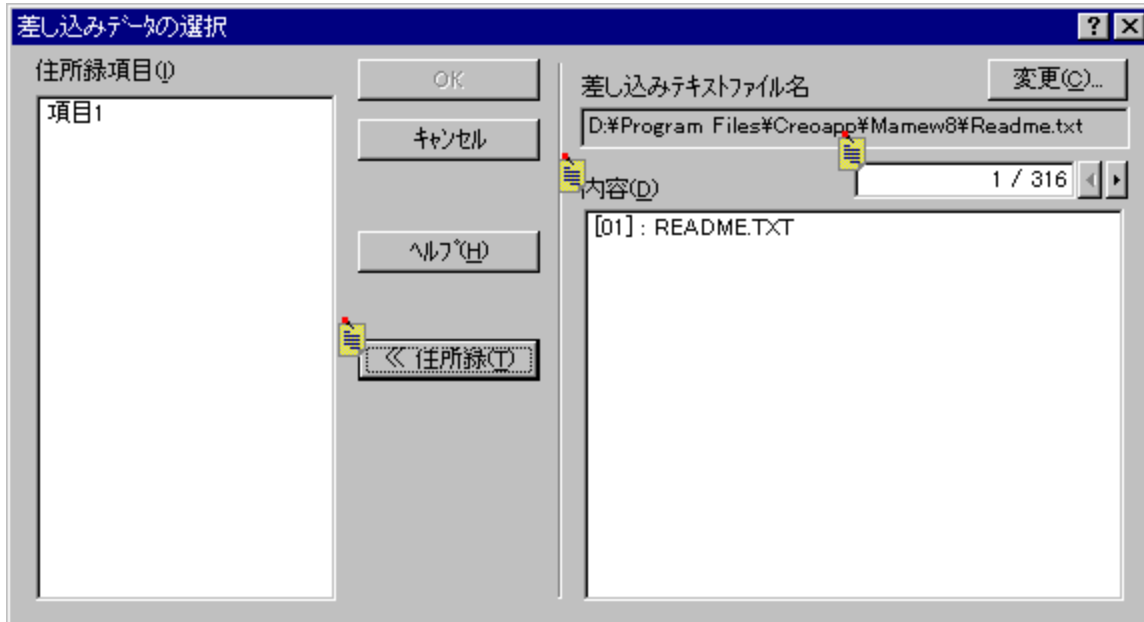 差し込みデータの選択
住所録項目(I)
項目1
OK
キャンセル
ヘルプ(H)
≪ 住所録(T)
差し込みテキストファイル名
変更(C)...
D:¥Program Files¥Creoapp¥Mamew8¥Readme.txt
内容(D)
1 / 316
[01] : README.TXT